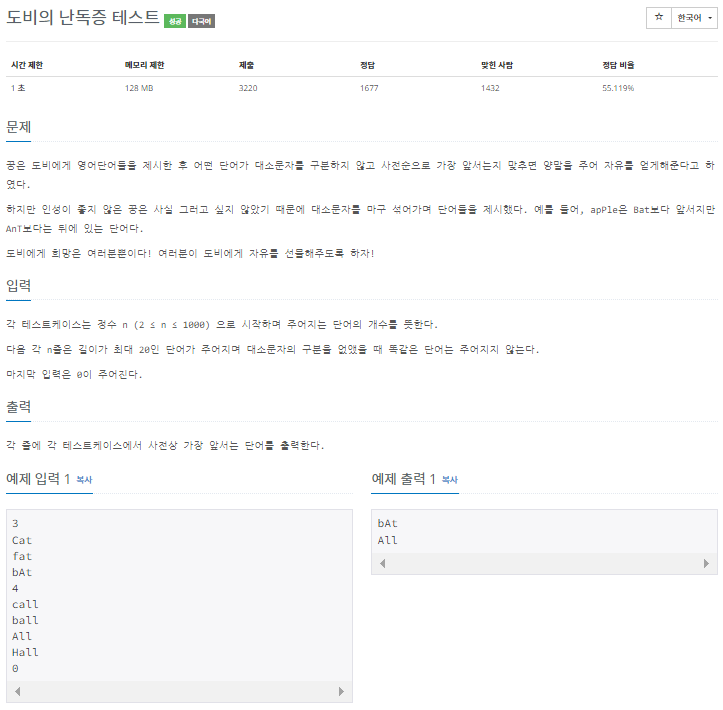 도비의 난독증 테스트 성공 다국어
☆ 한국어
시간 제한 메모리 제한 제출 정답 맞힌 사람 정답 비율
1 초 128 MB 3220 1677 1432 55.119%
문제
꿍은 도비에게 영어단어들을 제시한 후 어떤 단어가 대소문자를 구분하지 않고 사전순으로 가장 앞서는지 맞추면 양말을 주어 자유를 얻게해준다고 하
였다.
하지만 인성이 좋지 않은 꿍은 사실 그러고 싶지 않았기 때문에 대소문자를 마구 섞어가며 단어들을 제시했다. 예를 들어, apPle은 Bat보다 앞서지만
AnT보다는 뒤에 있는 단어다.
도비에게 희망은 여러분뿐이다! 여러분이 도비에게 자유를 선물해주도록 하자!
입력
각 테스트케이스는 정수 n (2 ≤ n ≤ 1000) 으로 시작하며 주어지는 단어의 개수를 뜻한다.
다음 각 n줄은 길이가 최대 20인 단어가 주어지며 대소문자의 구분을 없앴을 때 똑같은 단어는 주어지지 않는다.
마지막 입력은 0이 주어진다.
출력
각 줄에 각 테스트케이스에서 사전상 가장 앞서는 단어를 출력한다.
예제 입력 1 복사
3
Cat
fat
bAt
4
call
ball
All
Hall
0
예제 출력 1 복사
bAt
All